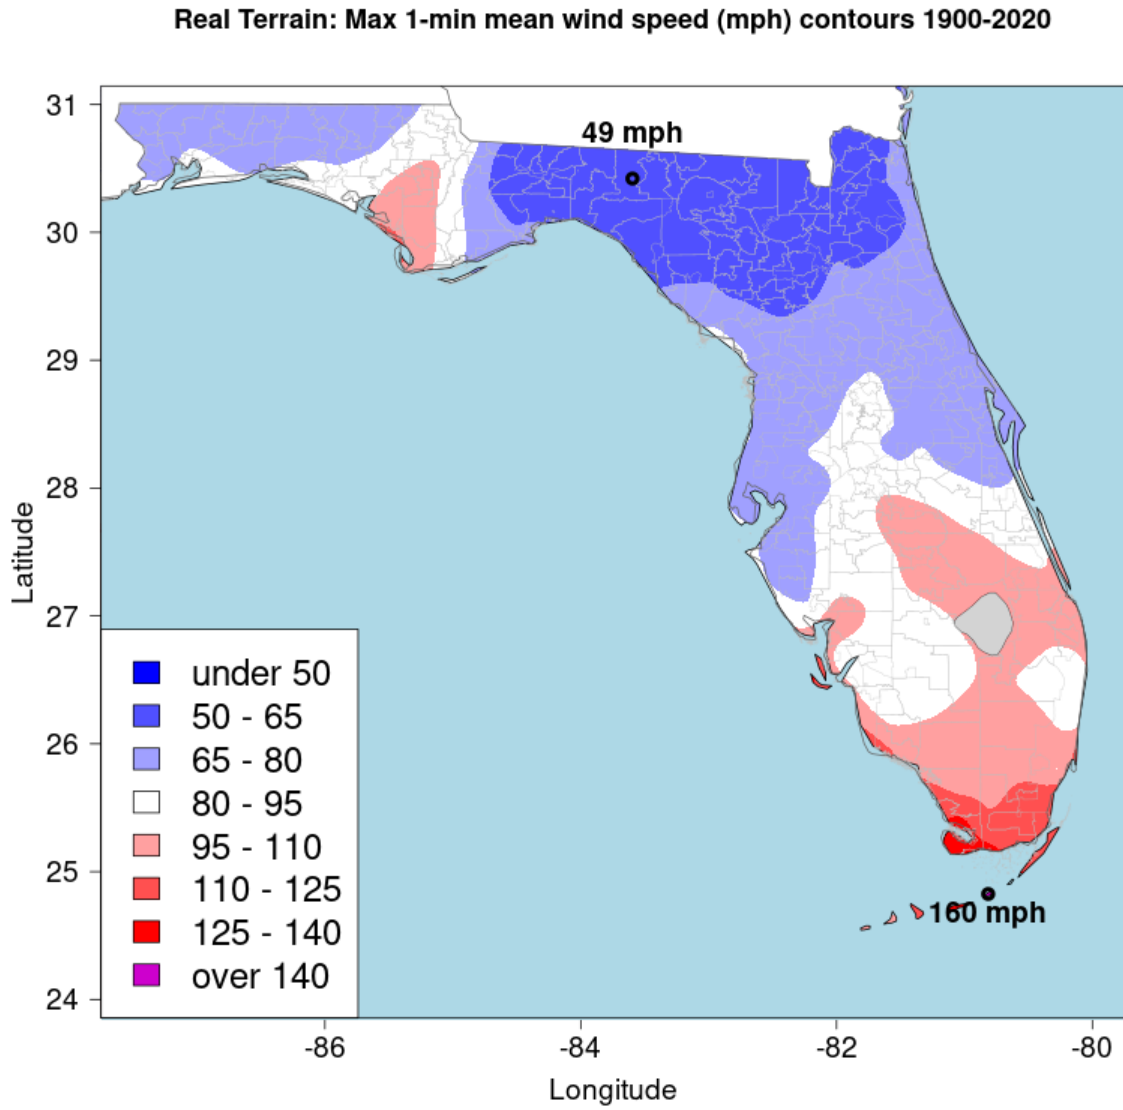 Real Terrain: Max 1-min mean wind speed (mph) contours 1900-2020
31
30
29
28
27
26
25
24
Latitude
49 mph
160 mph
under 50
50 - 65
65 - 80
80 - 95
95 - 110
110 - 125
125 - 140
over 140
-86
-84
-82
-80
Longitude